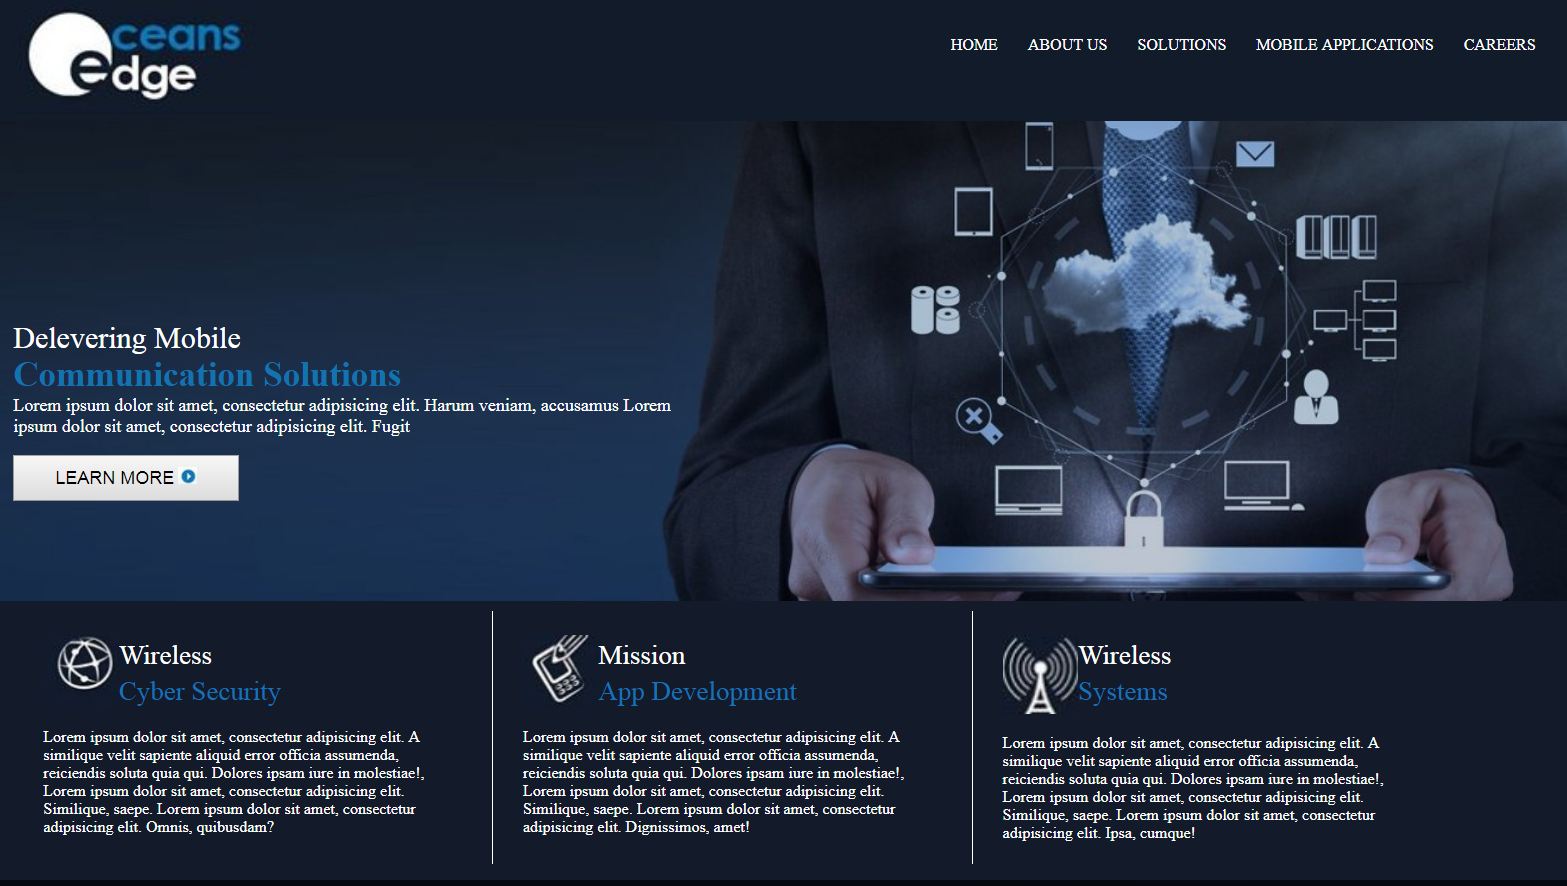 Oceans
edge
HOME ABOUT US SOLUTIONS MOBILE APPLICATIONS CAREERS
Delevering Mobile
Communication Solutions
Lorem ipsum dolor sit amet, consectetur adipisicing elit. Harum veniam, accusamus Lorem
ipsum dolor sit amet, consectetur adipisicing elit. Fugit
LEARN MORE
Wireless
Cyber Security
Lorem ipsum dolor sit amet, consectetur adipisicing elit. A
similique velit sapiente aliquid error officia assumenda,
reiciendis soluta quia qui. Dolores ipsam iure in molestiae!,
Lorem ipsum dolor sit amet, consectetur adipisicing elit.
Similique, saepe. Lorem ipsum dolor sit amet, consectetur
adipisicing elit. Omnis, quibusdam?
Mission
App Development
Lorem ipsum dolor sit amet, consectetur adipisicing elit. A
similique velit sapiente aliquid error officia assumenda,
reiciendis soluta quia qui. Dolores ipsam iure in molestiae!,
Lorem ipsum dolor sit amet, consectetur adipisicing elit.
Similique, saepe. Lorem ipsum dolor sit amet, consectetur
adipisicing elit. Dignissimos, amet!
Wireless
Systems
Lorem ipsum dolor sit amet, consectetur adipisicing elit. A
similique velit sapiente aliquid error officia assumenda,
reiciendis soluta quia qui. Dolores ipsam iure in molestiae!,
Lorem ipsum dolor sit amet, consectetur adipisicing elit.
Similique, saepe. Lorem ipsum dolor sit amet, consectetur
adipisicing elit. Ipsa, cumque!